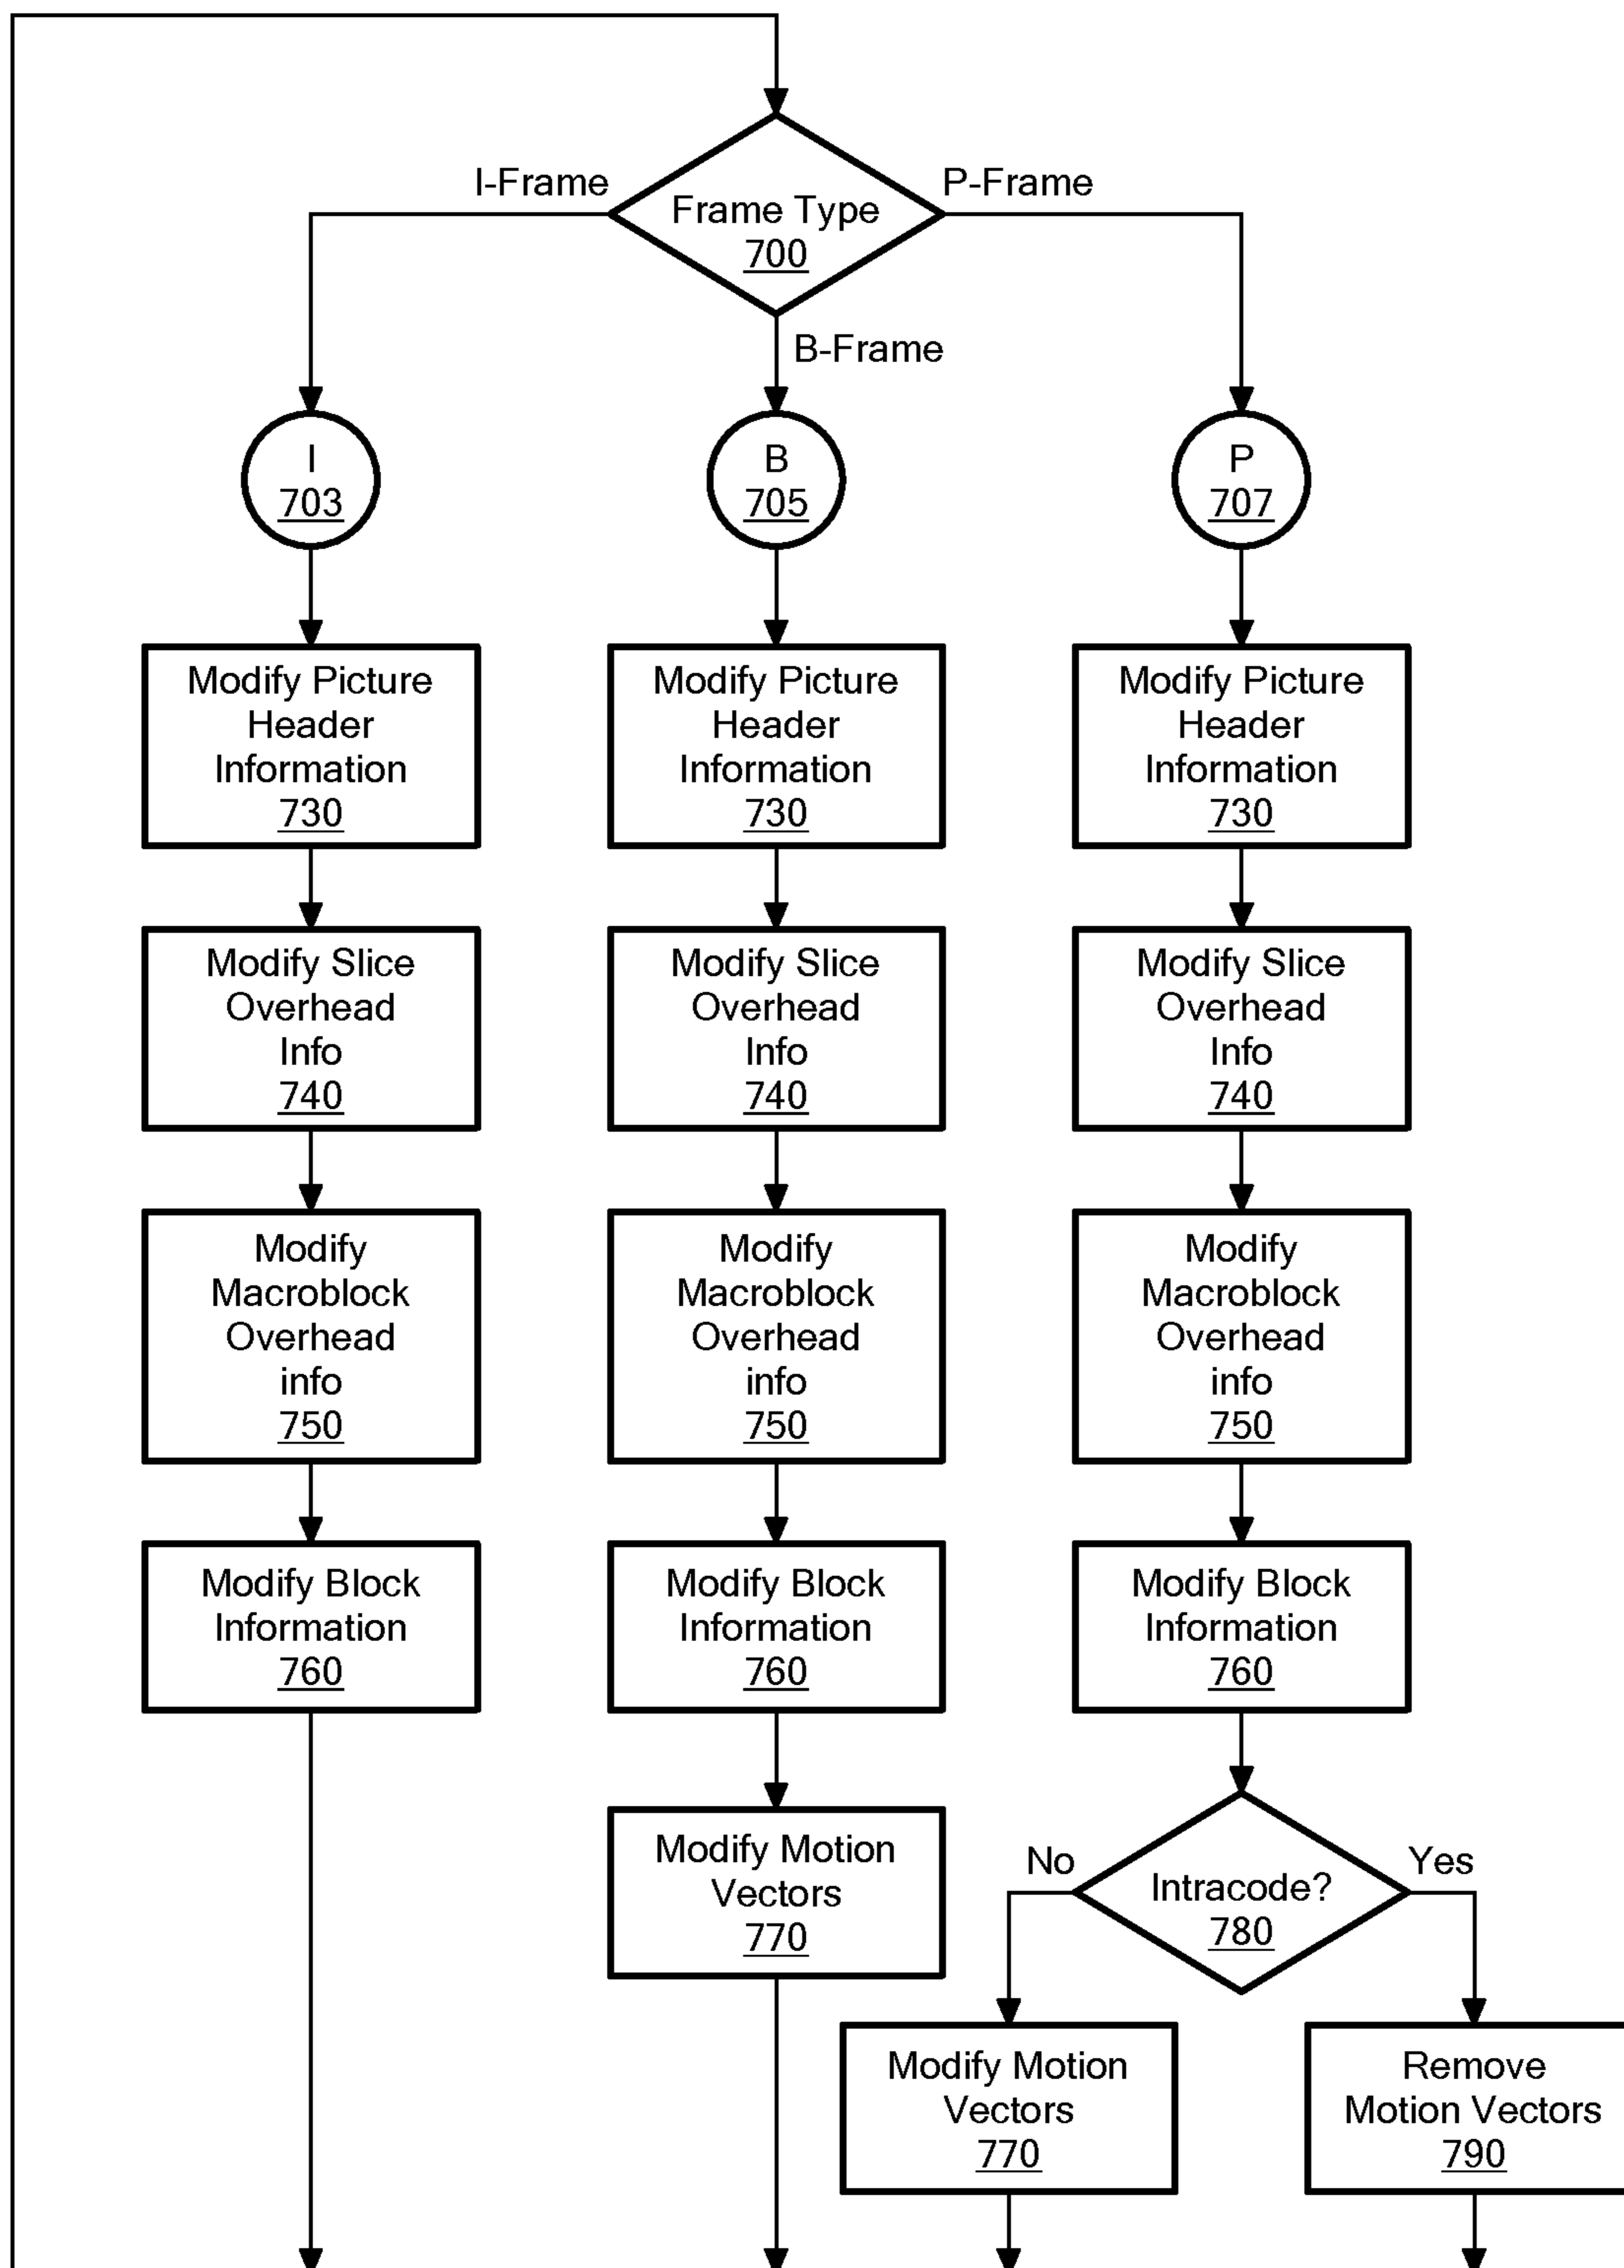 I-Frame
P-Frame
Frame Type
700
B-Frame
I
703
B
705
P
707
Modify Picture
Header
Information
730
Modify Picture
Header
Information
730
Modify Picture
Header
Information
730
Modify Slice
Overhead
Info
740
Modify Slice
Overhead
Info
740
Modify Slice
Overhead
Info
740
Modify
Macroblock
Overhead
info
750
Modify
Macroblock
Overhead
info
750
Modify
Macroblock
Overhead
info
750
Modify Block
Information
760
Modify Block
Information
760
Modify Block
Information
760
Modify Motion
Vectors
770
No
Yes
Intracode?
780
Modify Motion
Vectors
770
Remove
Motion Vectors
790